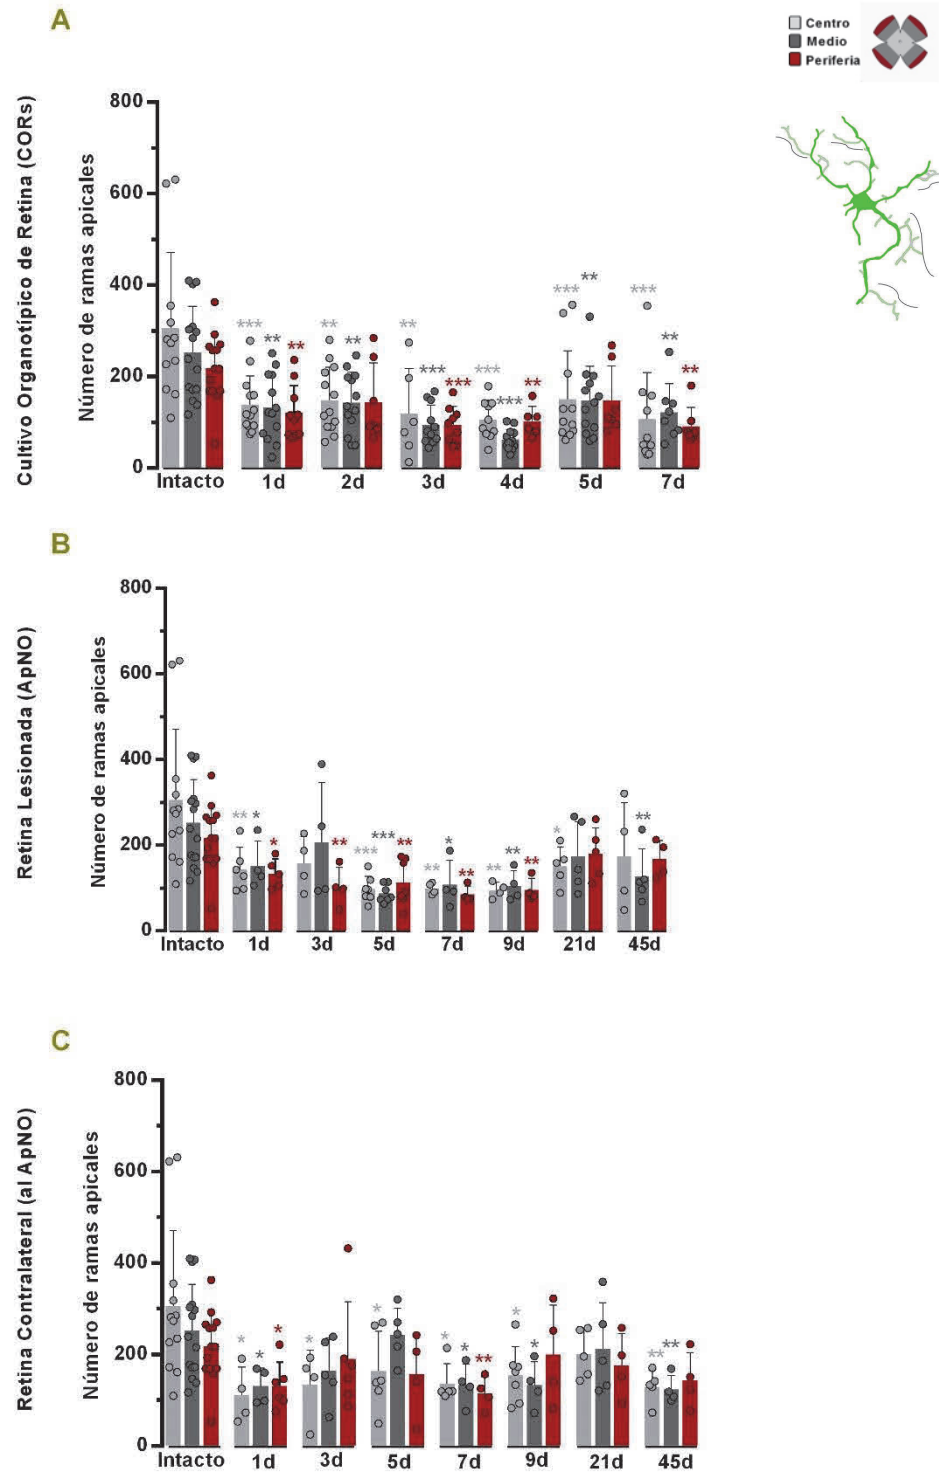 A
Centro
Medio
Periferia
Cultivo Organotípico de Retina (CORs)
Número de ramas apicales
800
600
400
200
0
*** ** **
** **
** *** ***
*** *** **
*** **
*** ** **
Intacto 1d 2d 3d 4d 5d 7d
B
Retina Lesionada (ApNO)
Número de ramas apicales
800
600
400
200
0
** * *
**
*** *** **
** * **
** ** **
*
**
Intacto 1d 3d 5d 7d 9d 21d 45d
C
Retina Contralateral (al ApNO)
Número de ramas apicales
800
600
400
200
0
* * *
*
*
* * **
* *
** **
Intacto 1d 3d 5d 7d 9d 21d 45d